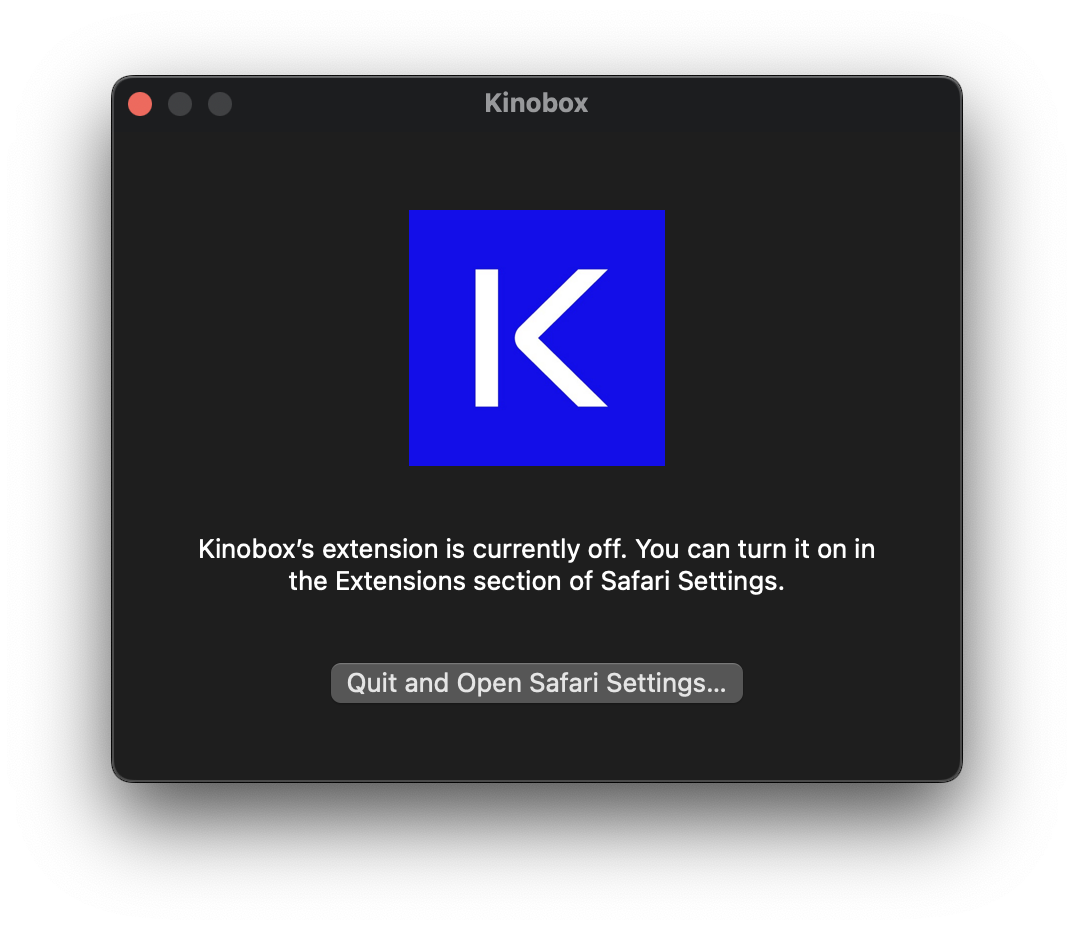 Kinobox
K
Kinobox’s extension is currently off. You can turn it on in
the Extensions section of Safari Settings.
Quit and Open Safari Settings…